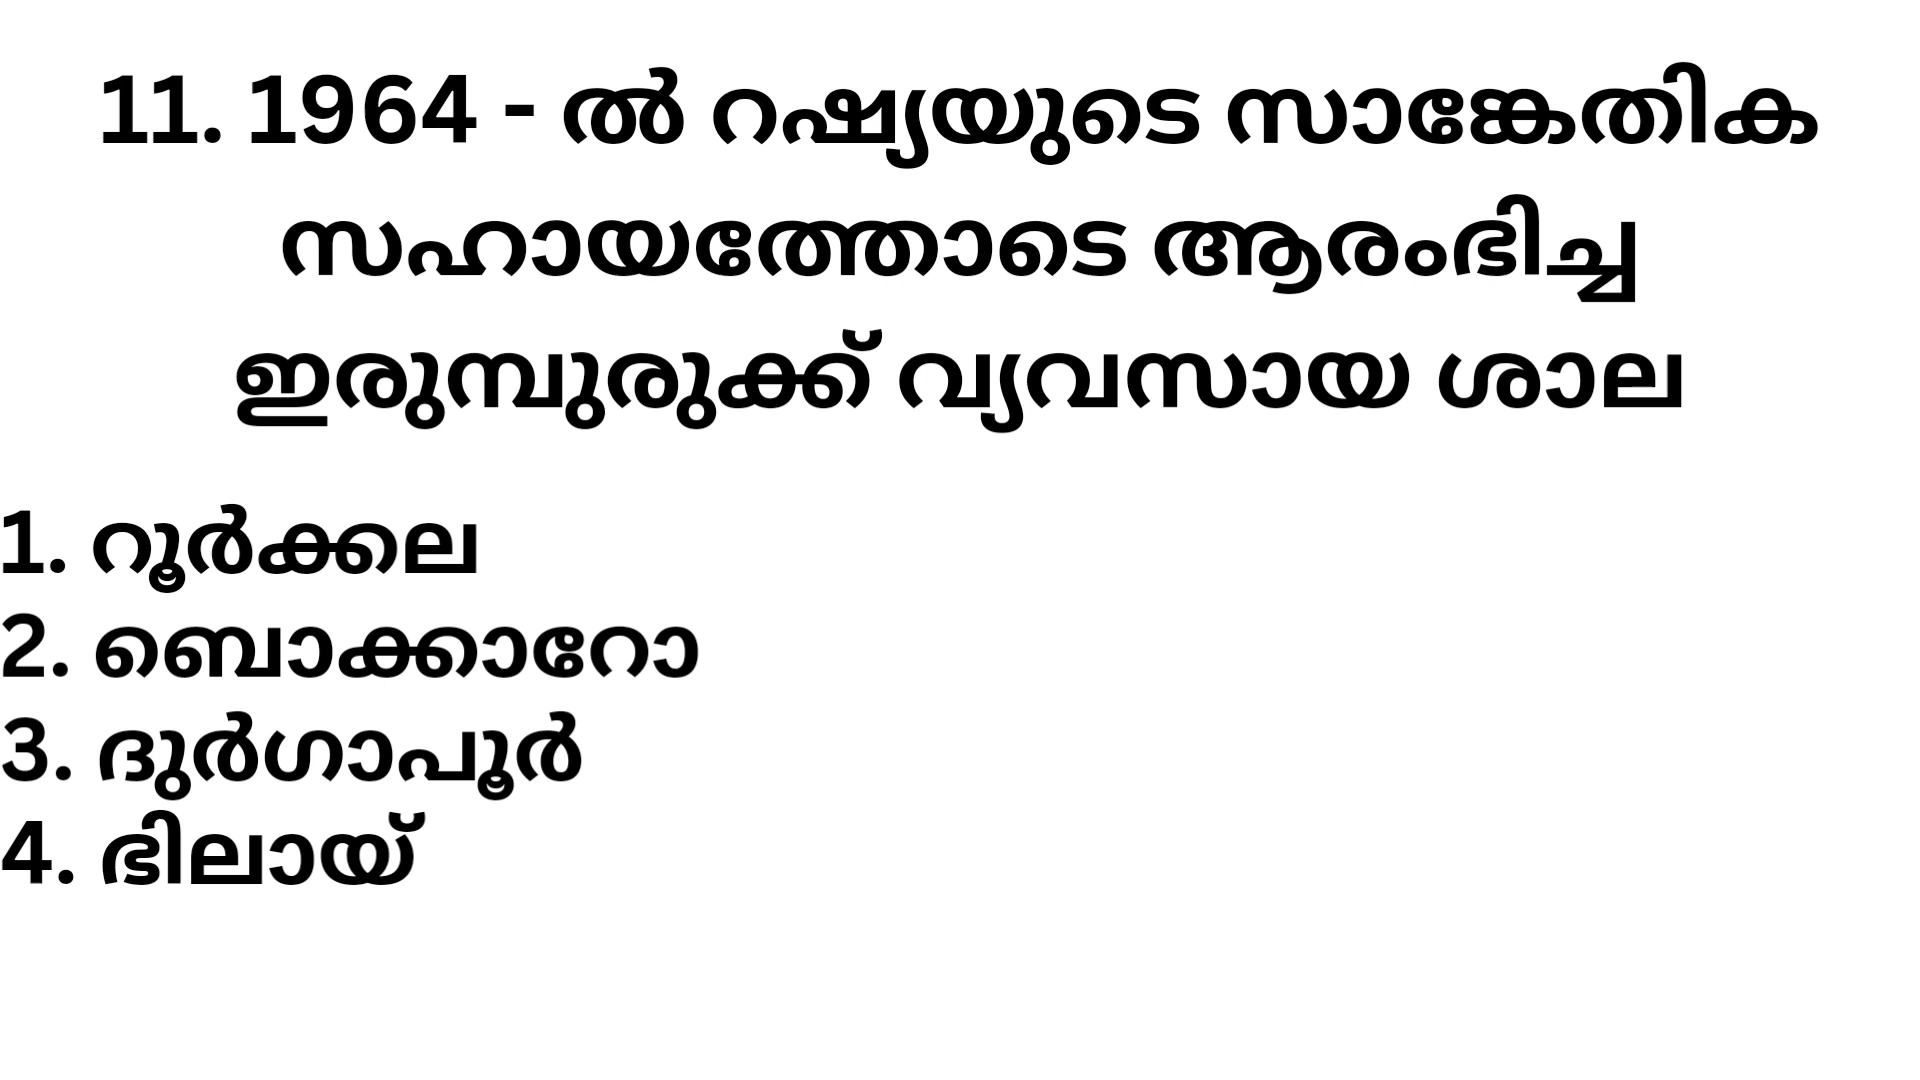 11. 1964 - ൽ റഷ്യയുടെ സാങ്കേതിക
സഹായത്തോടെ ആരംഭിച്ച
ഇരുമ്പുരുക്ക് വ്യവസായ ശാല
1. റൂർക്കല
2. ബൊക്കാറോ
3. ദുർഗാപൂർ
4. ഭിലായ്